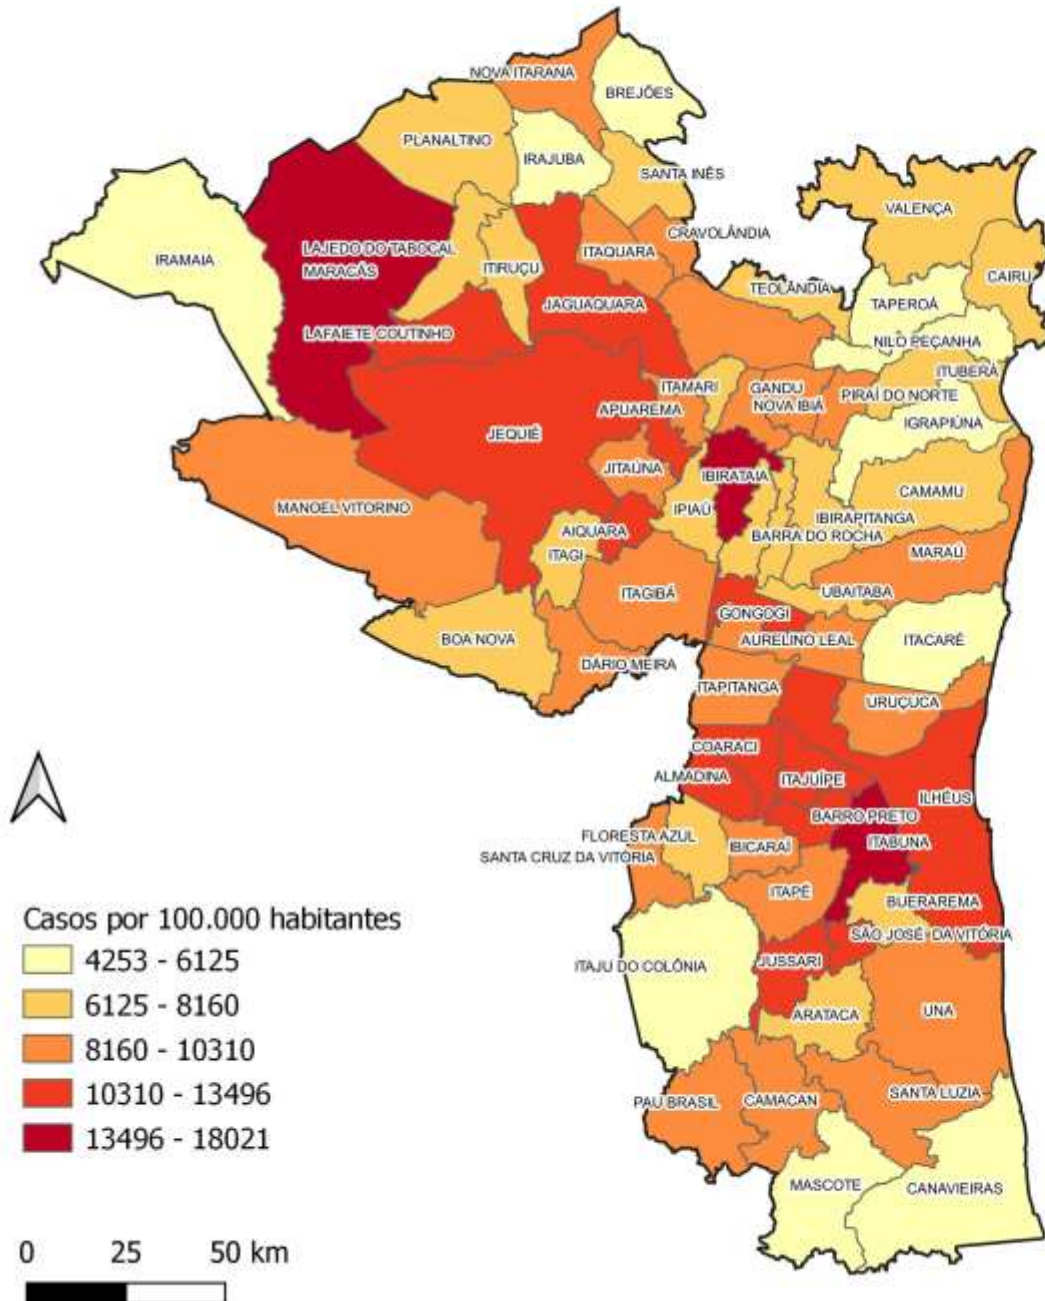 NOVA ITARANA
BREJÕES
PLANALTINO
IRAJUBA
SANTA INÊS
VALENÇA
CRAVOLÂNDIA
LAJEDO DO TABOCAL
ITAQUARA
IRAMAIA
MARACÁS
ITIRUÇU
CAIRU
TEOLÂNDIA
JAGUAQUARA
TAPEROÁ
LAFAIETE COUTINHO
NILO PEÇANHA
ITUBERÁ
ITAMARI
GANDU
PIRAÍ DO NORTE
APUAREMA
NOVA IBIÁ
IGRAPIÚNA
JEQUIÉ
JITAÚNA
IBIRATAIA
CAMAMU
MANOEL VITORINO
IPIAÚ
IBIRAPITANGA
AIQUARA
BARRA DO ROCHA
ITAGI
MARAÚ
ITAGIBÁ
UBAITABA
GONGOGI
BOA NOVA
AURELINO LEAL
ITACARÉ
DÁRIO MEIRA
ITAPITANGA
URUÇUCA
COARACI
ALMADINA
ITAJUÍPE
ILHÉUS
BARRO PRETO
FLORESTA AZUL
IBICARAÍ
ITABUNA
SANTA CRUZ DA VITÓRIA
ITAPÉ
BUERAREMA
SÃO JOSÉ DA VITÓRIA
ITAJU DO COLÔNIA
JUSSARI
ARATACA
UNA
PAU BRASIL
CAMACAN
SANTA LUZIA
MASCOTE
CANAVIEIRAS
Casos por 100.000 habitantes
4253 - 6125
6125 - 8160
8160 - 10310
10310 - 13496
13496 - 18021
0 25 50 km